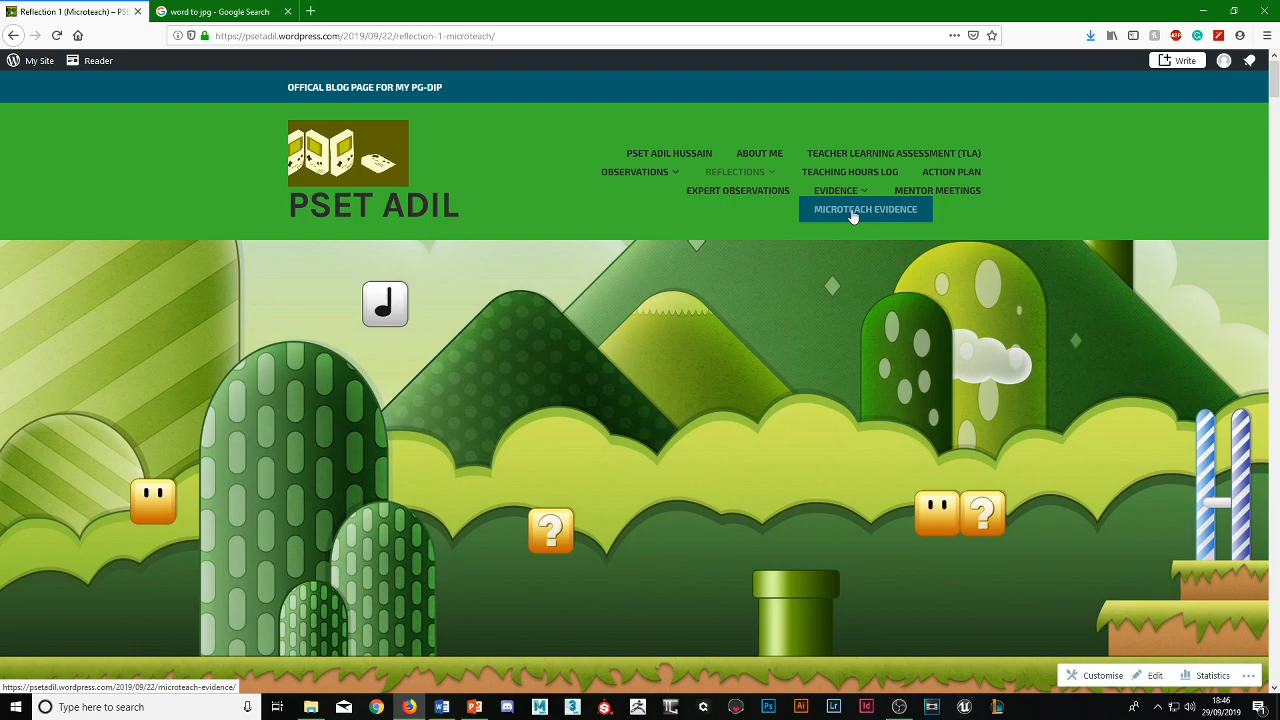 Reflection 1 (Microteach) – PSE
word to jpg - Google Search
https://psetadil.wordpress.com/2019/09/22/reflection-1-microteach/
My Site
Reader
Write
OFFICAL BLOG PAGE FOR MY PG-DIP
PSET ADIL HUSSAIN ABOUT ME TEACHER LEARNING ASSESSMENT (TLA)
OBSERVATIONS REFLECTIONS TEACHING HOURS LOG ACTION PLAN
EXPERT OBSERVATIONS EVIDENCE MENTOR MEETINGS
MICROTEACH EVIDENCE
PSET ADIL
?
?
Customise Edit Statistics
https://psetadil.wordpress.com/2019/09/22/microteach-evidence/
Type here to search
18:46
25/09/2019